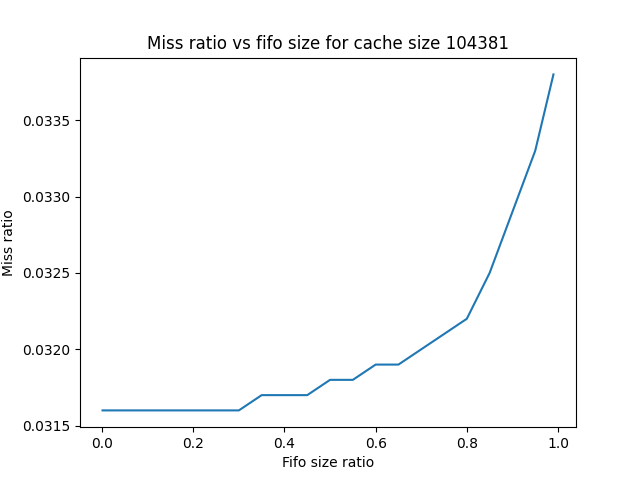 Miss ratio vs fifo size for cache size 104381
Miss ratio
0.0335
0.0330
0.0325
0.0320
0.0315
0.0 0.2 0.4 0.6 0.8 1.0
Fifo size ratio